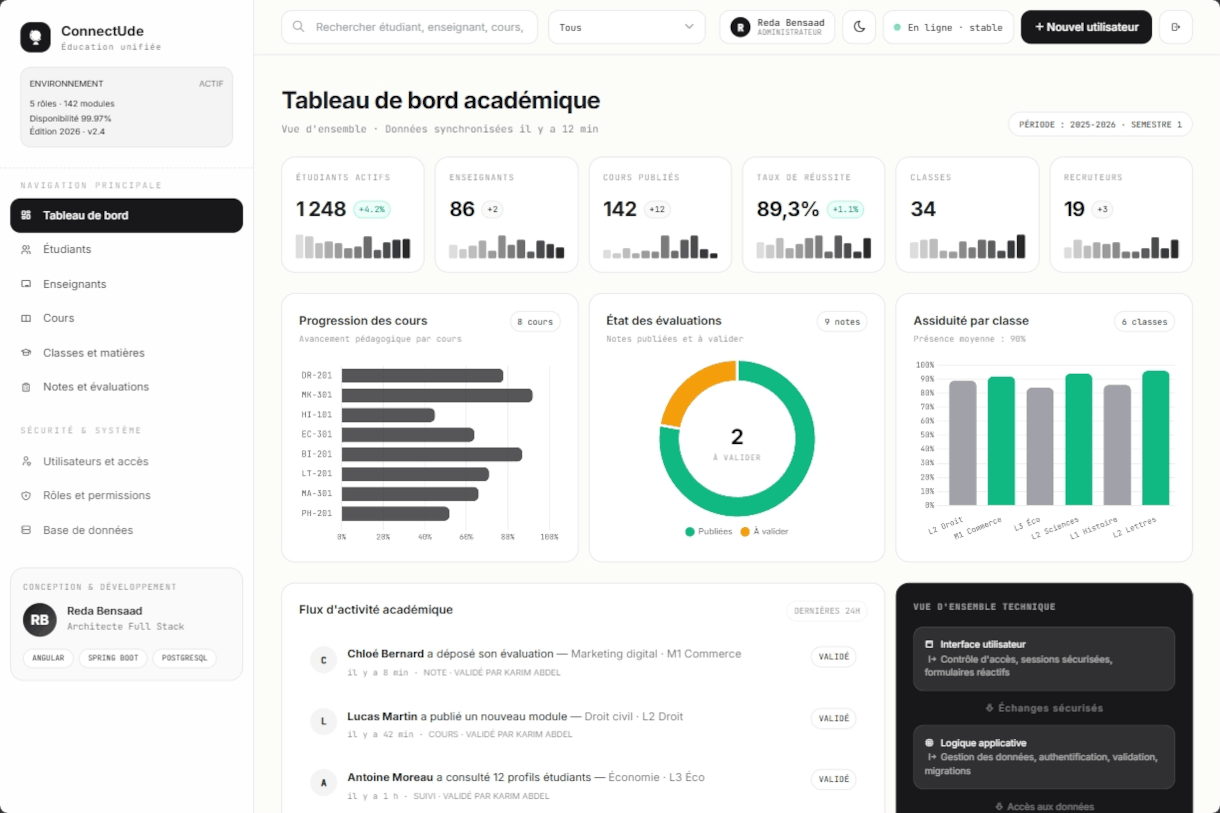 ConnectUde
Éducation unifiée
ENVIRONNEMENT ACTIF
5 rôles · 142 modules
Disponibilité 99.97%
Édition 2026 · v2.4
NAVIGATION PRINCIPALE
Tableau de bord
Étudiants
Enseignants
Cours
Classes et matières
Notes et évaluations
SÉCURITÉ & SYSTÈME
Utilisateurs et accès
Rôles et permissions
Base de données
CONCEPTION & DÉVELOPPEMENT
RB
Reda Bensaad
Architecte Full Stack
ANGULAR SPRING BOOT POSTGRESQL
Rechercher étudiant, enseignant, cours,
Tous
R
Reda Bensaad
ADMINISTRATEUR
En ligne · stable
+ Nouvel utilisateur
Tableau de bord académique
Vue d'ensemble · Données synchronisées il y a 12 min
PÉRIODE : 2025-2026 · SEMESTRE 1
ÉTUDIANTS ACTIFS
1 248 +4.2%
ENSEIGNANTS
86 +2
COURS PUBLIÉS
142 +12
TAUX DE RÉUSSITE
89,3% +1.1%
CLASSES
34
RECRUTEURS
19 +3
Progression des cours
8 cours
Avancement pédagogique par cours
DR-201
MK-301
HI-101
EC-301
BI-201
LT-201
MA-301
PH-201
0% 20% 40% 60% 80% 100%
État des évaluations
9 notes
Notes publiées et à valider
2
À VALIDER
Publiées À valider
Assiduité par classe
6 classes
Présence moyenne : 90%
100%
90%
80%
70%
60%
50%
40%
30%
20%
10%
0%
L2 Droit
M1 Commerce
L3 Éco
L2 Sciences
L1 Histoire
L2 Lettres
Flux d'activité académique
DERNIÈRES 24H
C
Chloé Bernard a déposé son évaluation — Marketing digital · M1 Commerce
il y a 8 min · NOTE · VALIDÉ PAR KARIM ABDEL
VALIDÉ
L
Lucas Martin a publié un nouveau module — Droit civil · L2 Droit
il y a 42 min · COURS · VALIDÉ PAR KARIM ABDEL
VALIDÉ
A
Antoine Moreau a consulté 12 profils étudiants — Économie · L3 Éco
il y a 1 h · SUIVI · VALIDÉ PAR KARIM ABDEL
VALIDÉ
VUE D'ENSEMBLE TECHNIQUE
Interface utilisateur
Contrôle d'accès, sessions sécurisées,
formulaires réactifs
Échanges sécurisés
Logique applicative
Gestion des données, authentification, validation,
migrations
Accès aux données